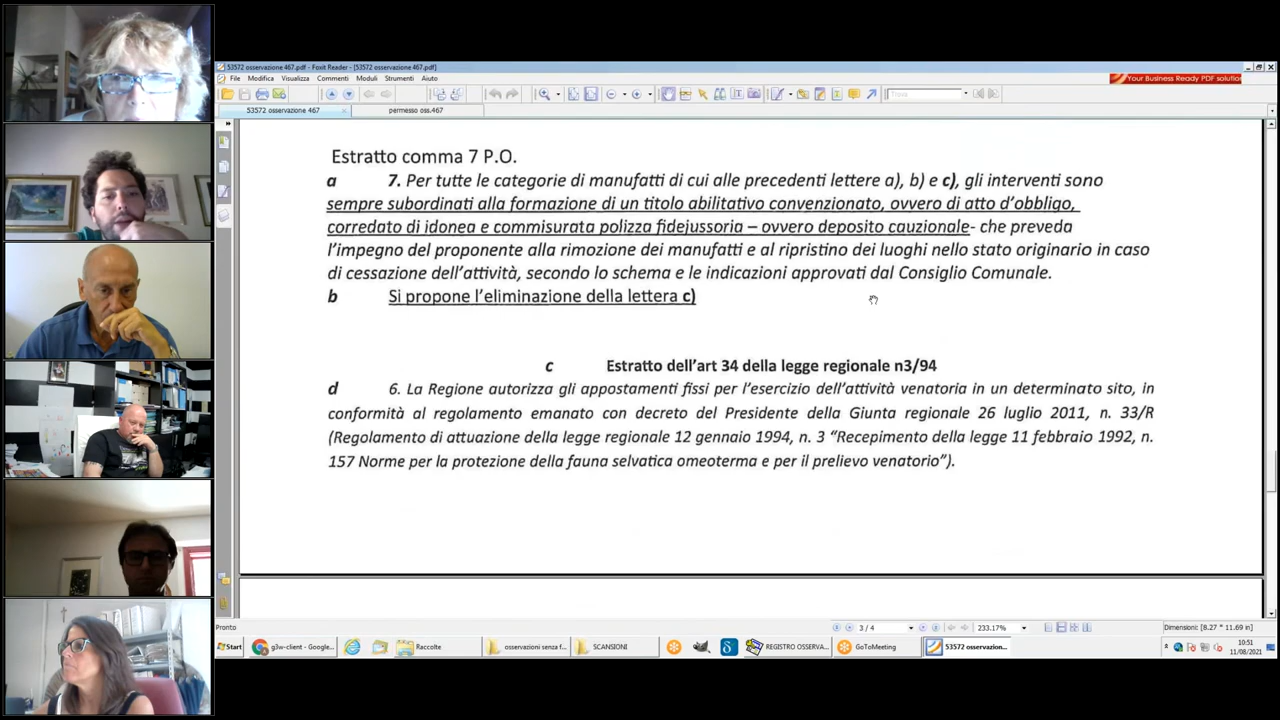 53572 osservazione 467.pdf - Foxit Reader - [53572 osservazione 467.pdf]
File Modifica Visualizza Commenti Moduli Strumenti Aiuto
Your Business Ready PDF solution
Trova
53572 osservazione 467 × permesso oss.467
Estratto comma 7 P.O.
a 7. Per tutte le categorie di manufatti di cui alle precedenti lettere a), b) e c), gli interventi sono
sempre subordinati alla formazione di un titolo abilitativo convenzionato, ovvero di atto d’obbligo,
corredato di idonea e commisurata polizza fidejussoria – ovvero deposito cauzionale- che preveda
l’impegno del proponente alla rimozione dei manufatti e al ripristino dei luoghi nello stato originario in caso
di cessazione dell’attività, secondo lo schema e le indicazioni approvati dal Consiglio Comunale.
b Si propone l’eliminazione della lettera c)
c Estratto dell’art 34 della legge regionale n3/94
d 6. La Regione autorizza gli appostamenti fissi per l’esercizio dell’attività venatoria in un determinato sito, in
conformità al regolamento emanato con decreto del Presidente della Giunta regionale 26 luglio 2011, n. 33/R
(Regolamento di attuazione della legge regionale 12 gennaio 1994, n. 3 “Recepimento della legge 11 febbraio 1992, n.
157 Norme per la protezione della fauna selvatica omeoterma e per il prelievo venatorio”).
Pronto 3 / 4 233.17% Dimensioni: [8.27 * 11.69 in]
Start g3w-client - Google... Raccolte osservazioni senza f... SCANSIONI REGISTRO OSSERVA... GoToMeeting 53572 osservazion...
10:51
11/08/2021